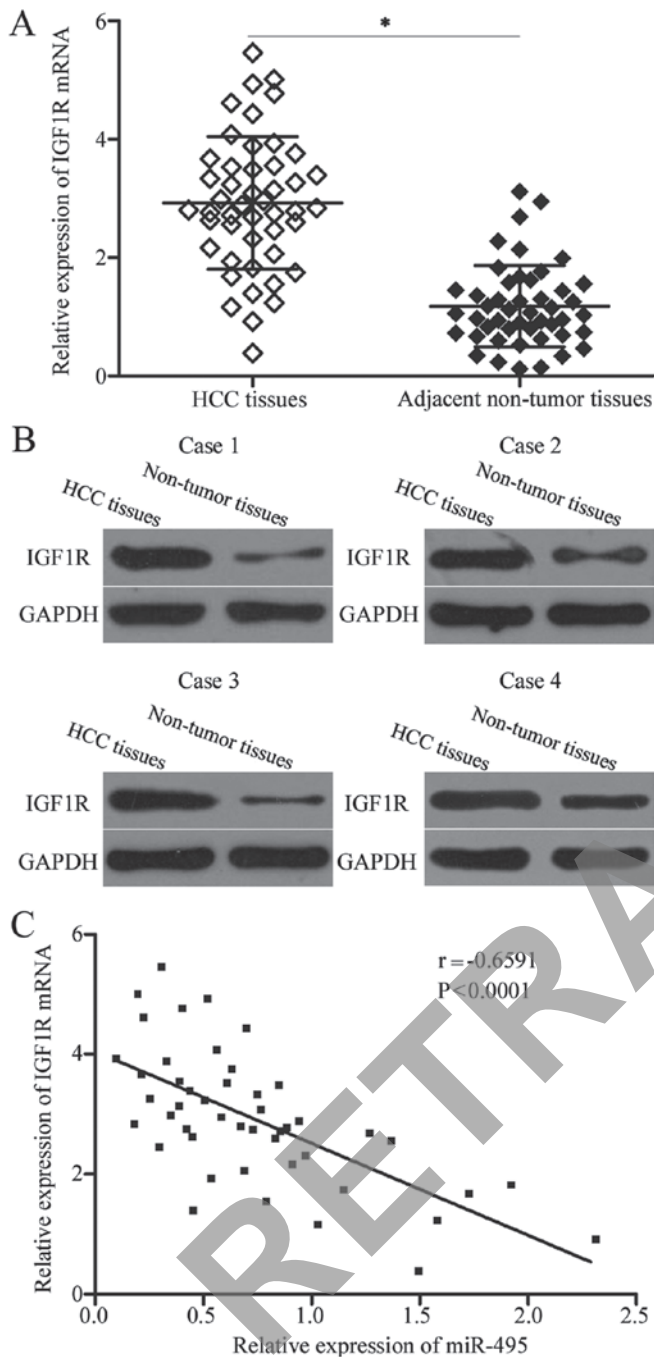 A
Relative expression of IGF1R mRNA
6
4
2
0
*
HCC tissues
Adjacent non-tumor tissues
B
Case 1
HCC tissues
Non-tumor tissues
IGF1R
GAPDH
Case 2
HCC tissues
Non-tumor tissues
IGF1R
GAPDH
Case 3
HCC tissues
Non-tumor tissues
IGF1R
GAPDH
Case 4
HCC tissues
Non-tumor tissues
IGF1R
GAPDH
C
Relative expression of IGF1R mRNA
6
4
2
0
r=-0.6591
P<0.0001
0.0 0.5 1.0 1.5 2.0 2.5
Relative expression of miR-495
RETRA